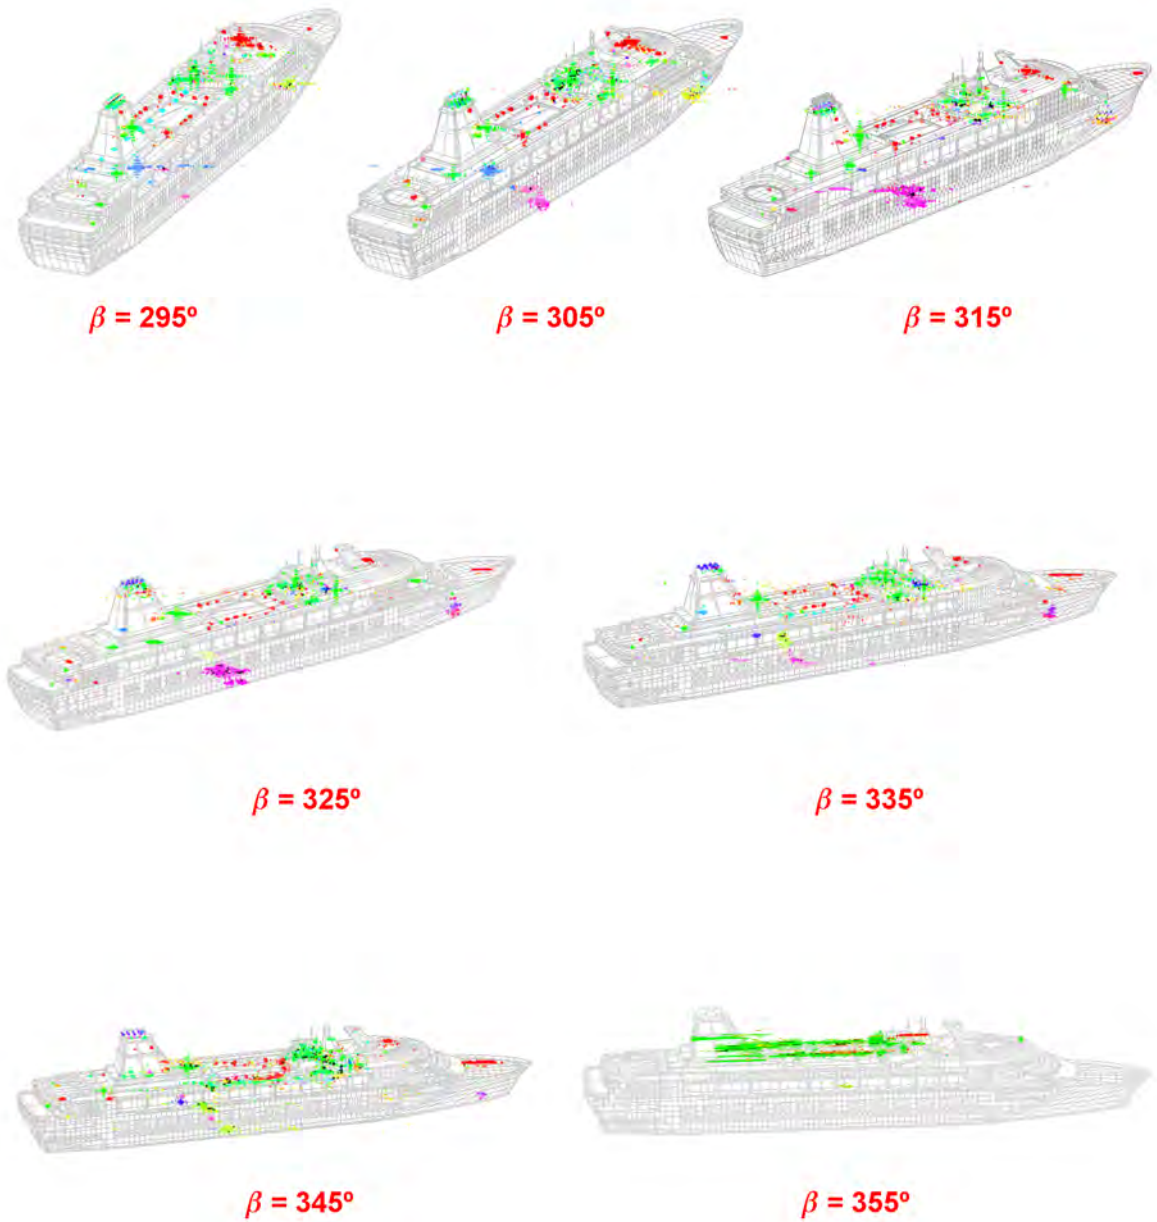 β = 295º
β = 305º
β = 315º
β = 325º
β = 335º
β = 345º
β = 355º